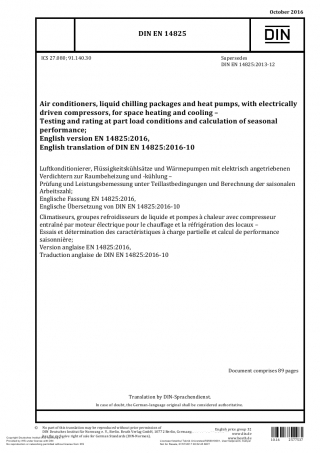 October 2016
DIN EN 14825
DIN
ICS 27.080; 91.140.30
Supersedes
DIN EN 14825:2013-12
Air conditioners, liquid chilling packages and heat pumps, with electrically
driven compressors, for space heating and cooling –
Testing and rating at part load conditions and calculation of seasonal
performance;
English version EN 14825:2016,
English translation of DIN EN 14825:2016-10
Luftkonditionierer, Flüssigkeitskühlsätze und Wärmepumpen mit elektrisch angetriebenen
Verdichtern zur Raumbeheizung und -kühlung –
Prüfung und Leistungsbemessung unter Teillastbedingungen und Berechnung der saisonalen
Arbeitszahl;
Englische Fassung EN 14825:2016,
Englische Übersetzung von DIN EN 14825:2016-10
Climatiseurs, groupes refroidisseurs de liquide et pompes à chaleur avec compresseur
entraîné par moteur électrique pour le chauffage et la réfrigération des locaux –
Essais et détermination des caractéristiques à charge partielle et calcul de performance
saisonnière;
Version anglaise EN 14825:2016,
Traduction anglaise de DIN EN 14825:2016-10
Document comprises 89 pages
Translation by DIN-Sprachendienst.
In case of doubt, the German-language original shall be considered authoritative.
No part of this publication may be reproduced without prior permission of
DIN Deutsches Institut für Normung e. V., Berlin. Beuth Verlag GmbH, 10772 Berlin, Germany,
has the exclusive right of sale for German Standards (DIN-Normen).
English price group 31
www.din.de
www.beuth.de
10.16